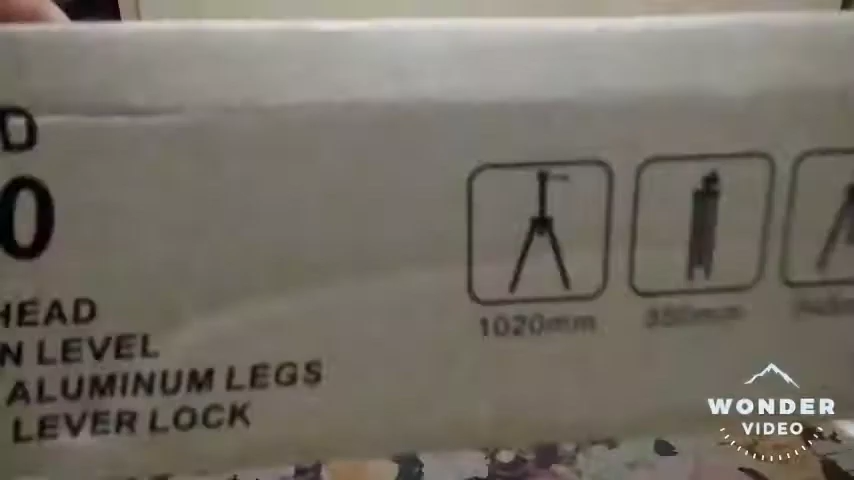 D
0
HEAD
N LEVEL
ALUMINUM LEGS
LEVER LOCK
1020mm
WONDER
VIDEO